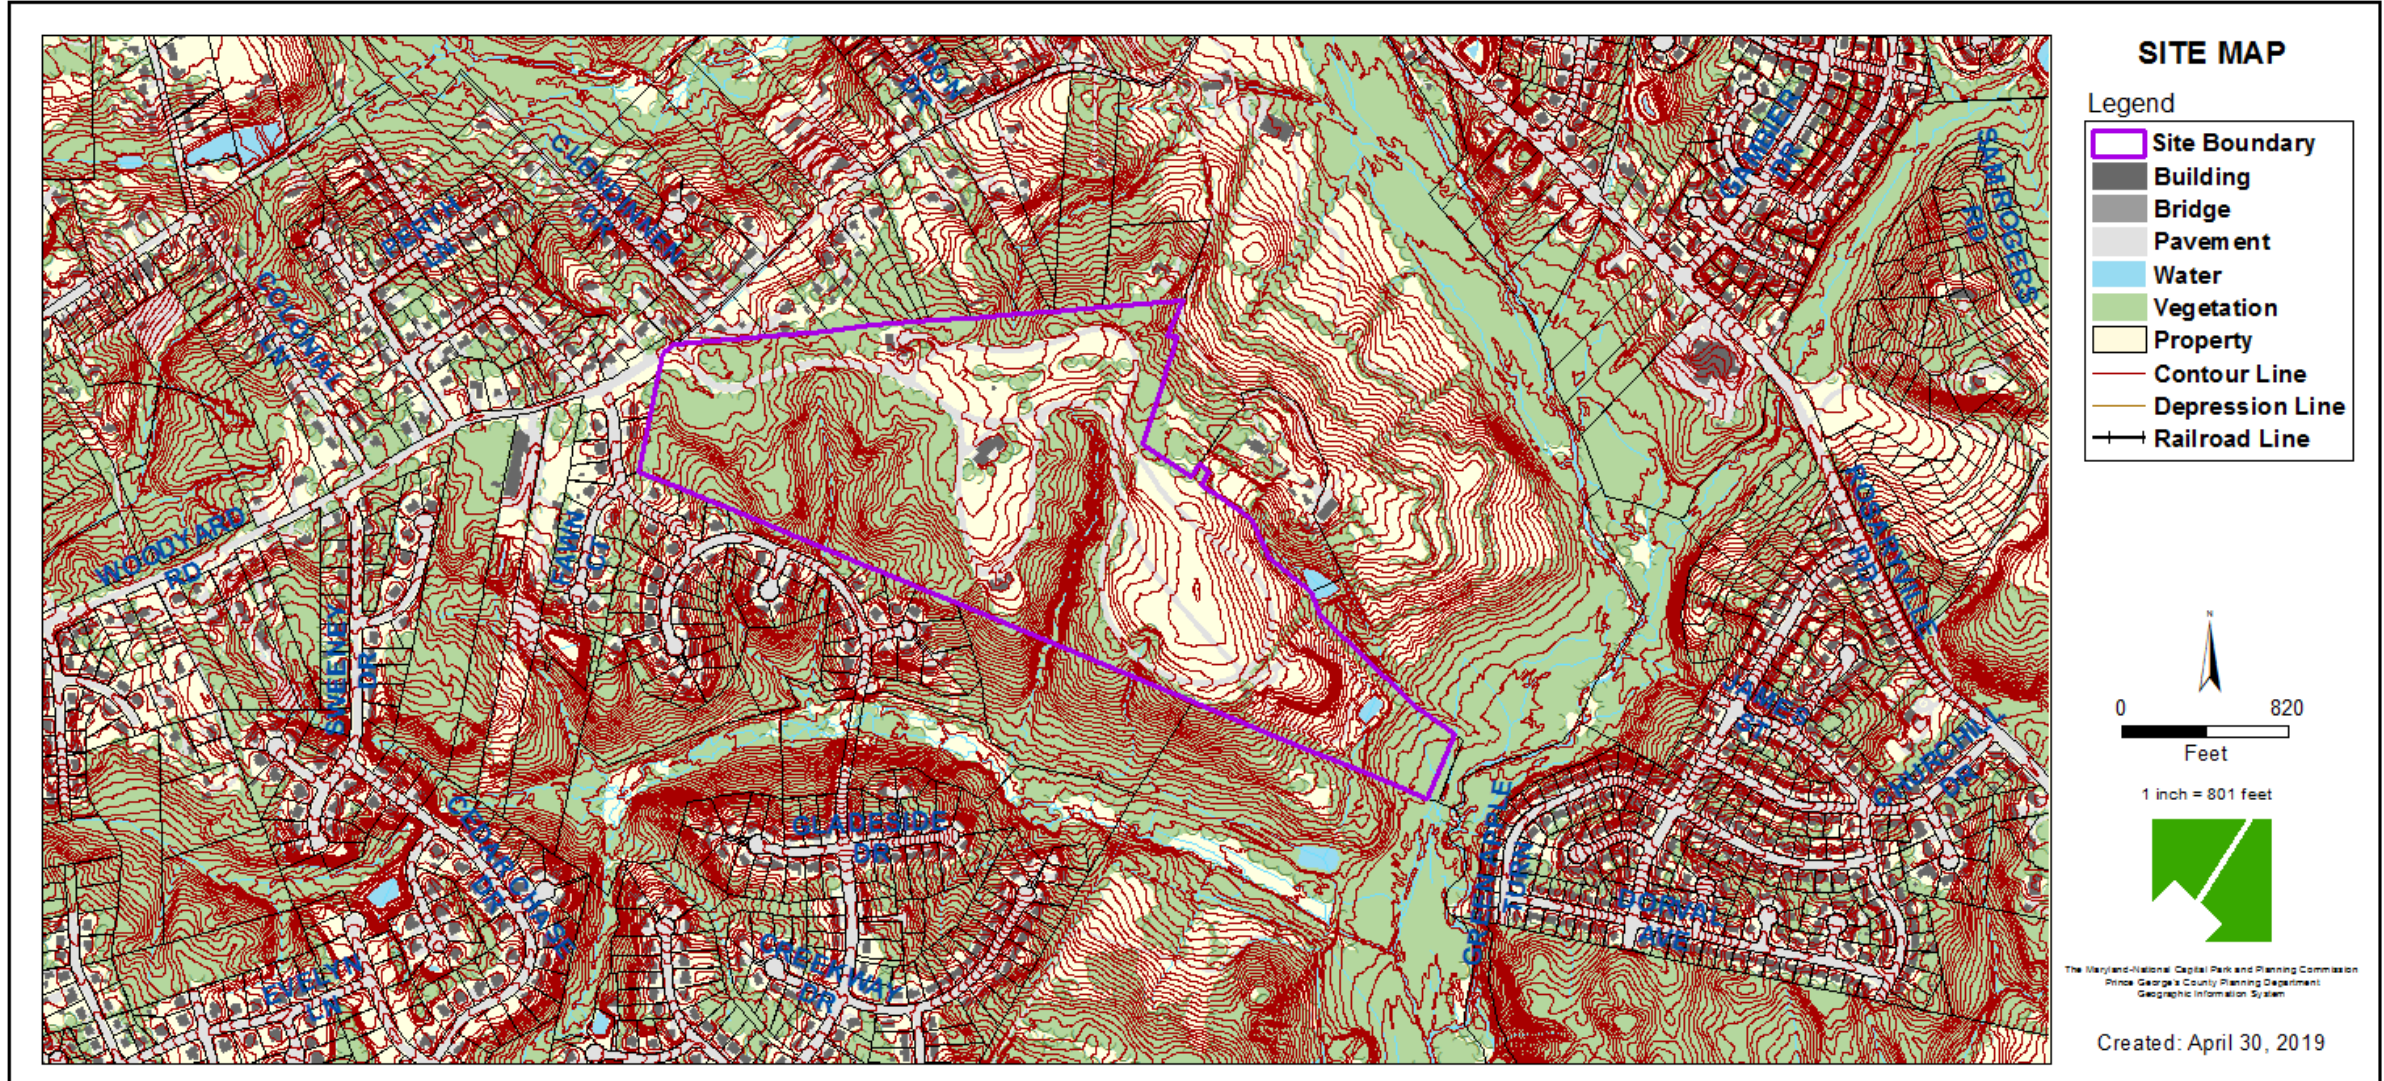 SITE MAP
Legend
Site Boundary
Building
Bridge
Pavement
Water
Vegetation
Property
Contour Line
Depression Line
Railroad Line
N
0 820
Feet
1 inch = 801 feet
The Maryland-National Capital Park and Planning Commission
Prince George's County Planning Department
Geographic Information System
Created: April 30, 2019
DR
GAMBIER
DR
SAM ROGERS
RD
PERTH
LN
DR
COLONIAL
LN
WOODYARD
RD
FAWN
CT
SWEENEY
DR
ROSARYVILLE
RD
JAMES
ST
CHURCHILL
DR
CEDAR CHASE
DR
GLADESIDE
DR
GREEN APPLE
TURN
DORVAL
AVE
CREEKWAY
DR
EVELYN
LN